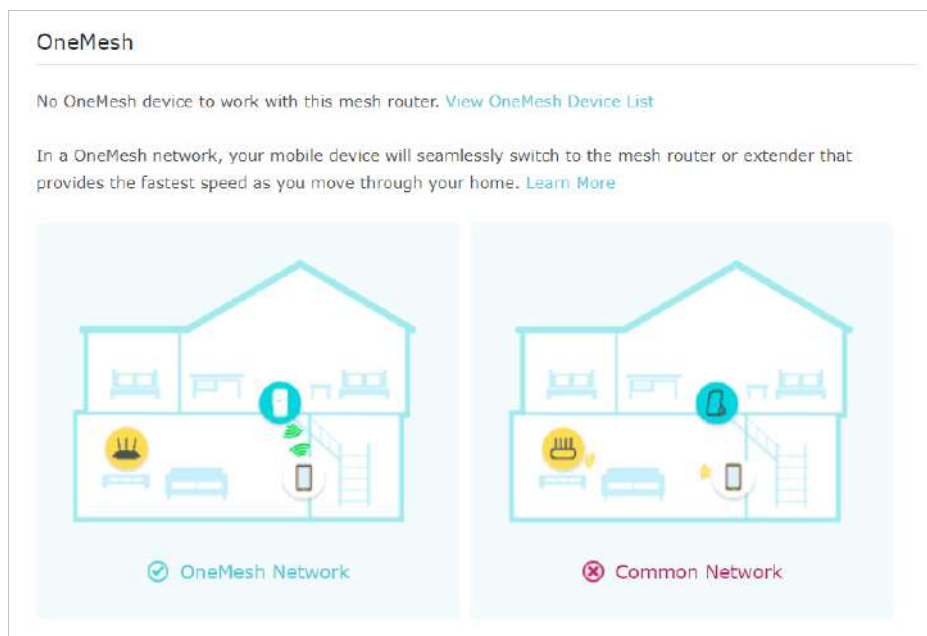 OneMesh
No OneMesh device to work with this mesh router. View OneMesh Device List
In a OneMesh network, your mobile device will seamlessly switch to the mesh router or extender that
provides the fastest speed as you move through your home. Learn More
OneMesh Network
Common Network